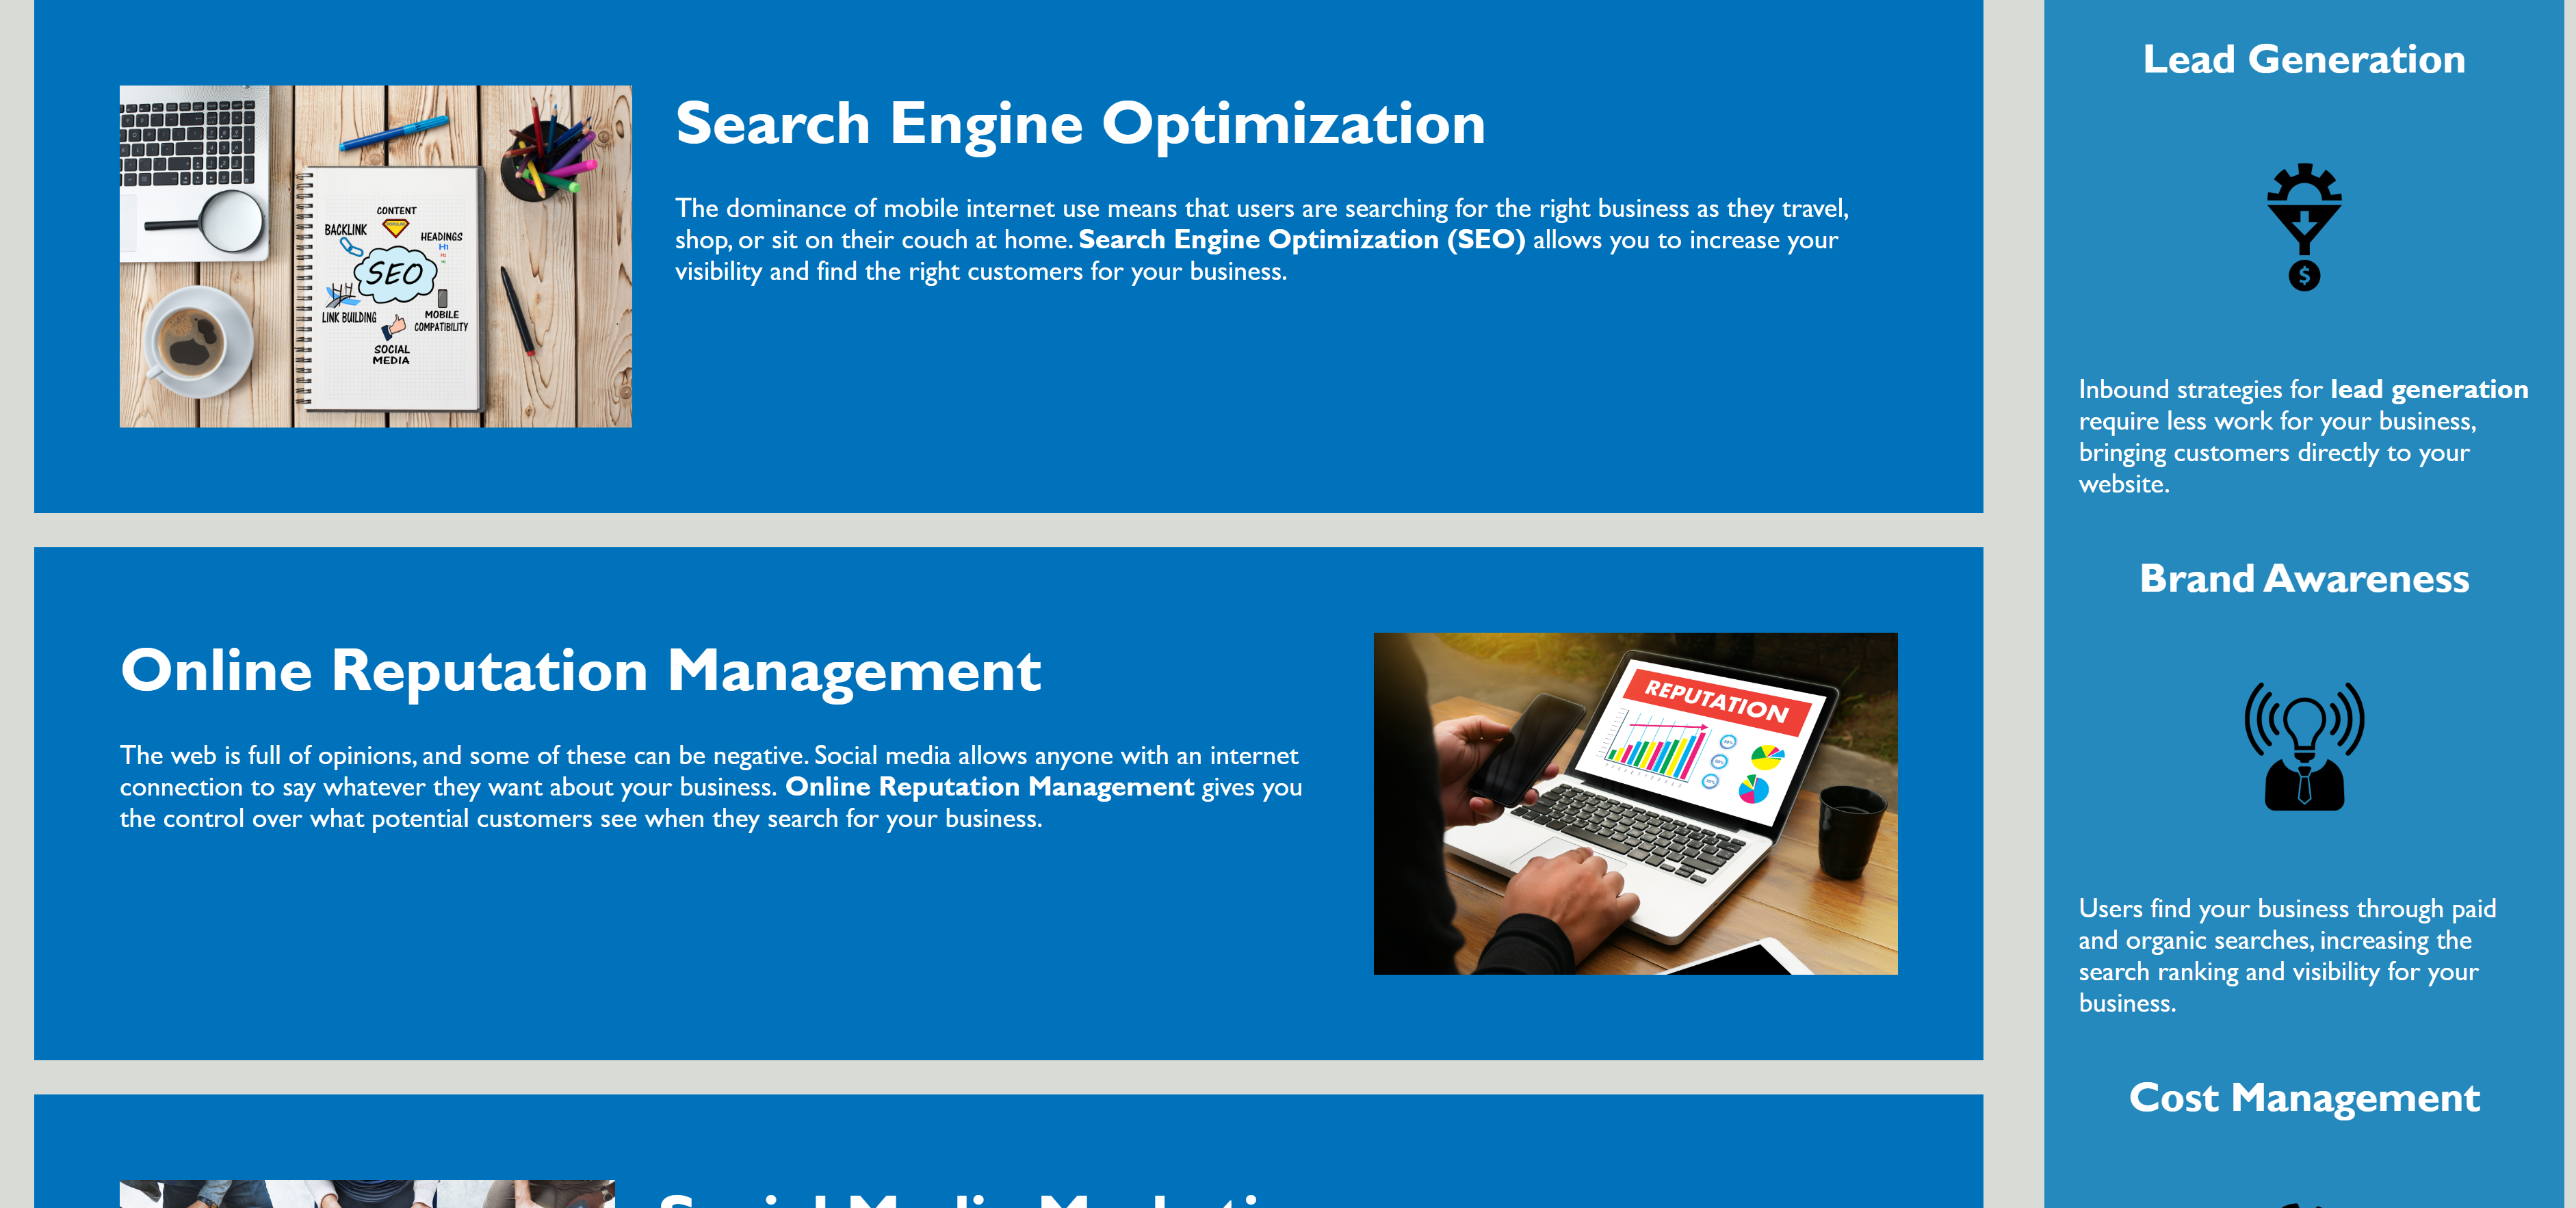 Search Engine Optimization
The dominance of mobile internet use means that users are searching for the right business as they travel,
shop, or sit on their couch at home. Search Engine Optimization (SEO) allows you to increase your
visibility and find the right customers for your business.
CONTENT
BACKLINK
HEADINGS
H1
SEO
LINK BUILDING
MOBILE
COMPATIBILITY
SOCIAL
MEDIA
Online Reputation Management
The web is full of opinions, and some of these can be negative. Social media allows anyone with an internet
connection to say whatever they want about your business. Online Reputation Management gives you
the control over what potential customers see when they search for your business.
REPUTATION
Lead Generation
$
Inbound strategies for lead generation
require less work for your business,
bringing customers directly to your
website.
Brand Awareness
Users find your business through paid
and organic searches, increasing the
search ranking and visibility for your
business.
Cost Management